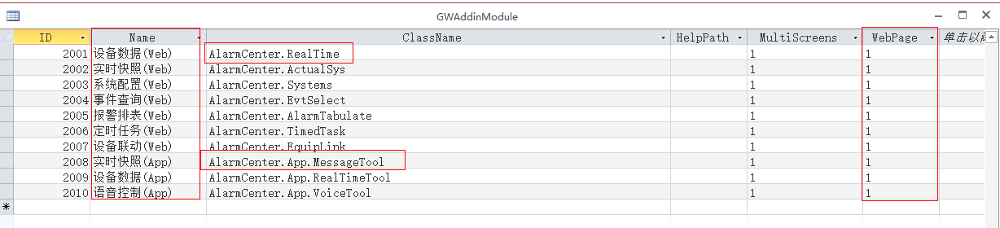 GWAddinModule
ID Name ClassName HelpPath MultiScreens WebPage
2001 设备数据(Web) AlarmCenter.RealTime 1 1
2002 实时快照(Web) AlarmCenter.ActualSys 1 1
2003 系统配置(Web) AlarmCenter.Systems 1 1
2004 事件查询(Web) AlarmCenter.EvtSelect 1 1
2005 报警排表(Web) AlarmCenter.AlarmTabulate 1 1
2006 定时任务(Web) AlarmCenter.TimedTask 1 1
2007 设备联动(Web) AlarmCenter.EquipLink 1 1
2008 实时快照(App) AlarmCenter.App.MessageTool 1 1
2009 设备数据(App) AlarmCenter.App.RealTimeTool 1 1
2010 语音控制(App) AlarmCenter.App.VoiceTool 1 1